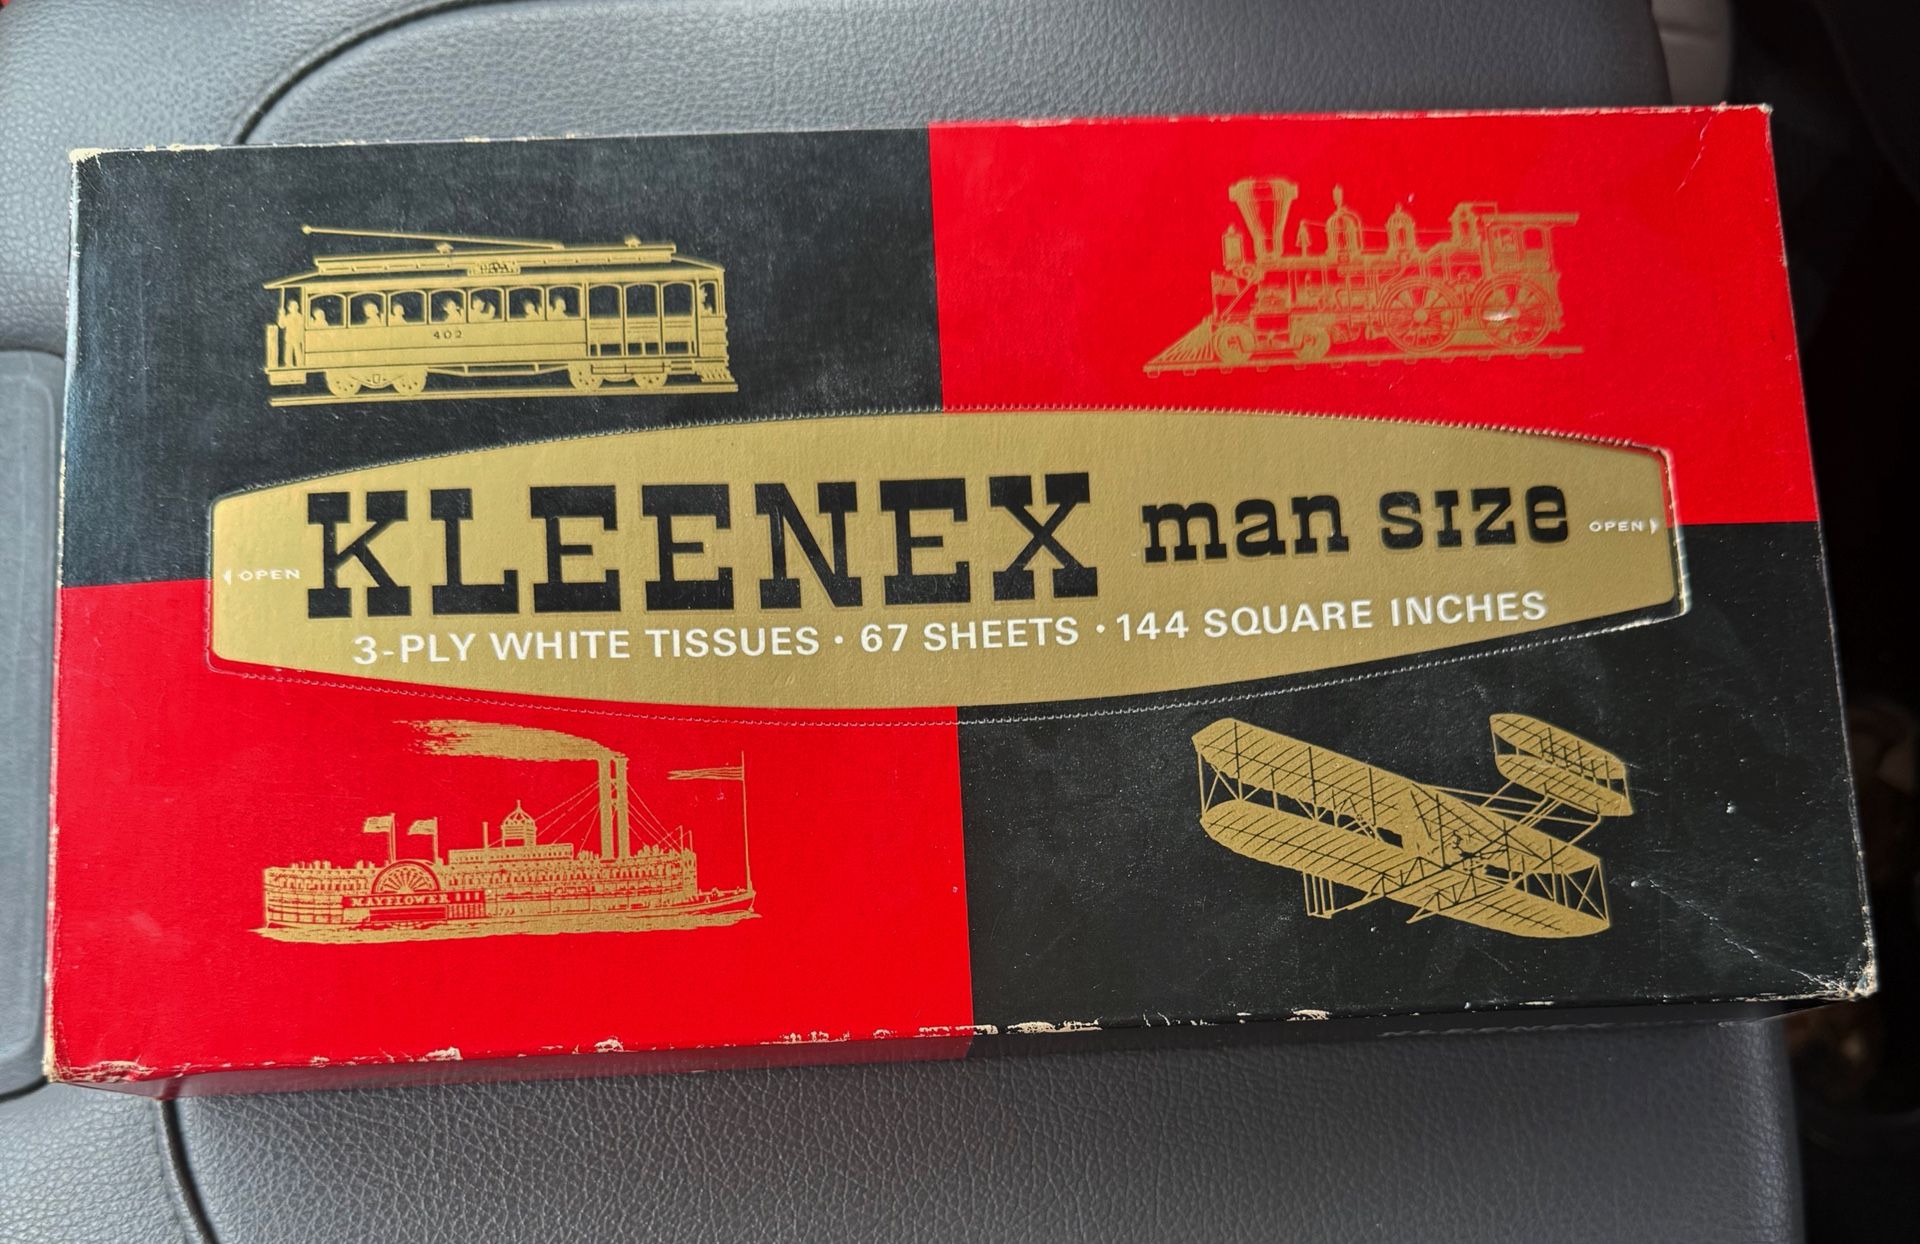 402
◀ OPEN KLEENEX man size OPEN ▶
3-PLY WHITE TISSUES · 67 SHEETS · 144 SQUARE INCHES
MAYFLOWER